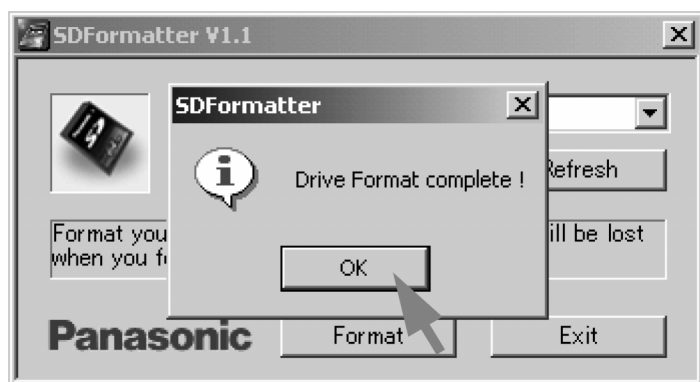 SDFormatter V1.1
SDFormatter
Drive Format complete !
Refresh
Format you ill be lost
when you f
OK
Panasonic Format Exit